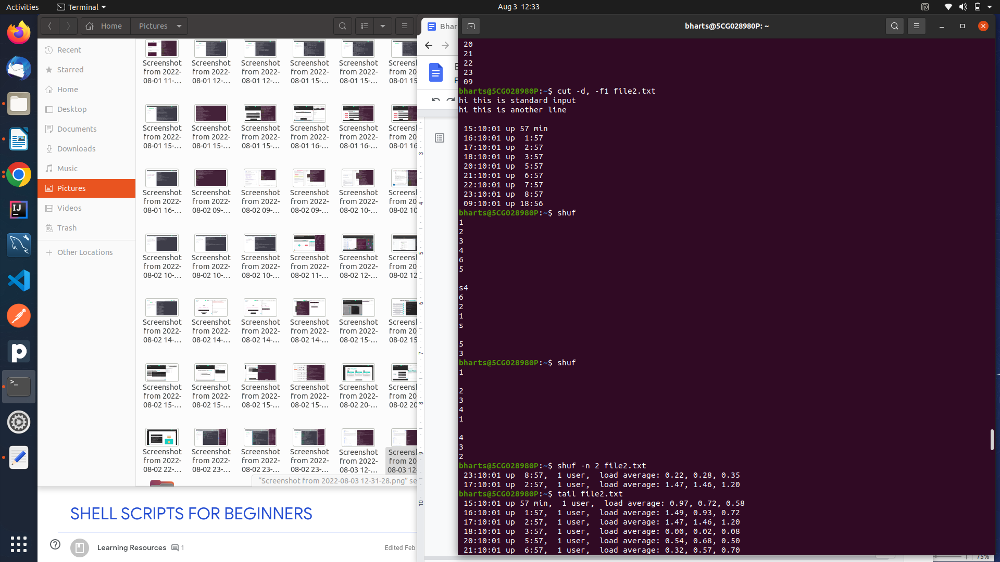 Activities
Terminal
Aug 3 12:33
Home
Pictures
Recent
Starred
Home
Desktop
Documents
Downloads
Music
Pictures
Videos
Trash
Other Locations
Screenshot Screenshot Screenshot Screenshot Screenshot Screensho
from 2022- from 2022- from 2022- from 2022- from 2022- from 20
08-01 11-… 08-01 12-… 08-01 12-… 08-01 15-… 08-01 15-… 08-01 15
Screenshot Screenshot Screenshot Screenshot Screenshot Screensho
from 2022- from 2022- from 2022- from 2022- from 2022- from 202
08-01 15-… 08-01 15-… 08-01 15-… 08-01 16-… 08-01 16-… 08-01 16
Screenshot Screenshot Screenshot Screenshot Screenshot Screensho
from 2022- from 2022- from 2022- from 2022- from 2022- from 202
08-01 16-… 08-02 09-… 08-02 09-… 08-02 09-… 08-02 10-… 08-02 10
Screenshot Screenshot Screenshot Screenshot Screenshot Screensho
from 2022- from 2022- from 2022- from 2022- from 2022- from 202
08-02 10-… 08-02 10-… 08-02 10-… 08-02 11-… 08-02 12-… 08-02 12
Screenshot Screenshot Screenshot Screenshot Screenshot Screensho
from 2022- from 2022- from 2022- from 2022- from 2022- from 202
08-02 14-… 08-02 14-… 08-02 14-… 08-02 14-… 08-02 15-… 08-02 15
Screenshot Screenshot Screenshot Screenshot Screenshot Screensho
from 2022- from 2022- from 2022- from 2022- from 2022- from 202
08-02 15-… 08-02 15-… 08-02 15-… 08-02 15-… 08-02 20-… 08-02 20
Screenshot Screenshot Screenshot Screenshot Screenshot Screens
from 2022- from 2022- from 2022- from 2022- from 2022- from 20
08-02 22-… 08-02 23-… 08-02 23-… 08-02 23-… 08-03 12-… 08-03 12
“Screenshot from 2022-08-03 12-31-28.png” se
SHELL SCRIPTS FOR BEGINNERS
Learning Resources 1
Edited Feb
Bhar
3
4
5
6
7
8
9
10
75%
bharts@5CG028980P: ~
20
21
22
23
09
bharts@5CG028980P:~$ cut -d, -f1 file2.txt
hi this is standard input
hi this is another line
15:10:01 up 57 min
16:10:01 up  1:57
17:10:01 up  2:57
18:10:01 up  3:57
20:10:01 up  5:57
21:10:01 up  6:57
22:10:01 up  7:57
23:10:01 up  8:57
09:10:01 up 18:56
bharts@5CG028980P:~$ shuf
1
2
3
4
6
5
s4
6
2
1
s
5
3
bharts@5CG028980P:~$ shuf
1
2
3
4
1
4
3
2
bharts@5CG028980P:~$ shuf -n 2 file2.txt
23:10:01 up  8:57,  1 user,  load average: 0.22, 0.28, 0.35
17:10:01 up  2:57,  1 user,  load average: 1.47, 1.46, 1.20
bharts@5CG028980P:~$ tail file2.txt
15:10:01 up 57 min,  1 user,  load average: 0.97, 0.72, 0.58
16:10:01 up  1:57,  1 user,  load average: 1.49, 0.93, 0.72
17:10:01 up  2:57,  1 user,  load average: 1.47, 1.46, 1.20
18:10:01 up  3:57,  1 user,  load average: 0.00, 0.02, 0.08
20:10:01 up  5:57,  1 user,  load average: 0.54, 0.68, 0.50
21:10:01 up  6:57,  1 user,  load average: 0.32, 0.57, 0.70